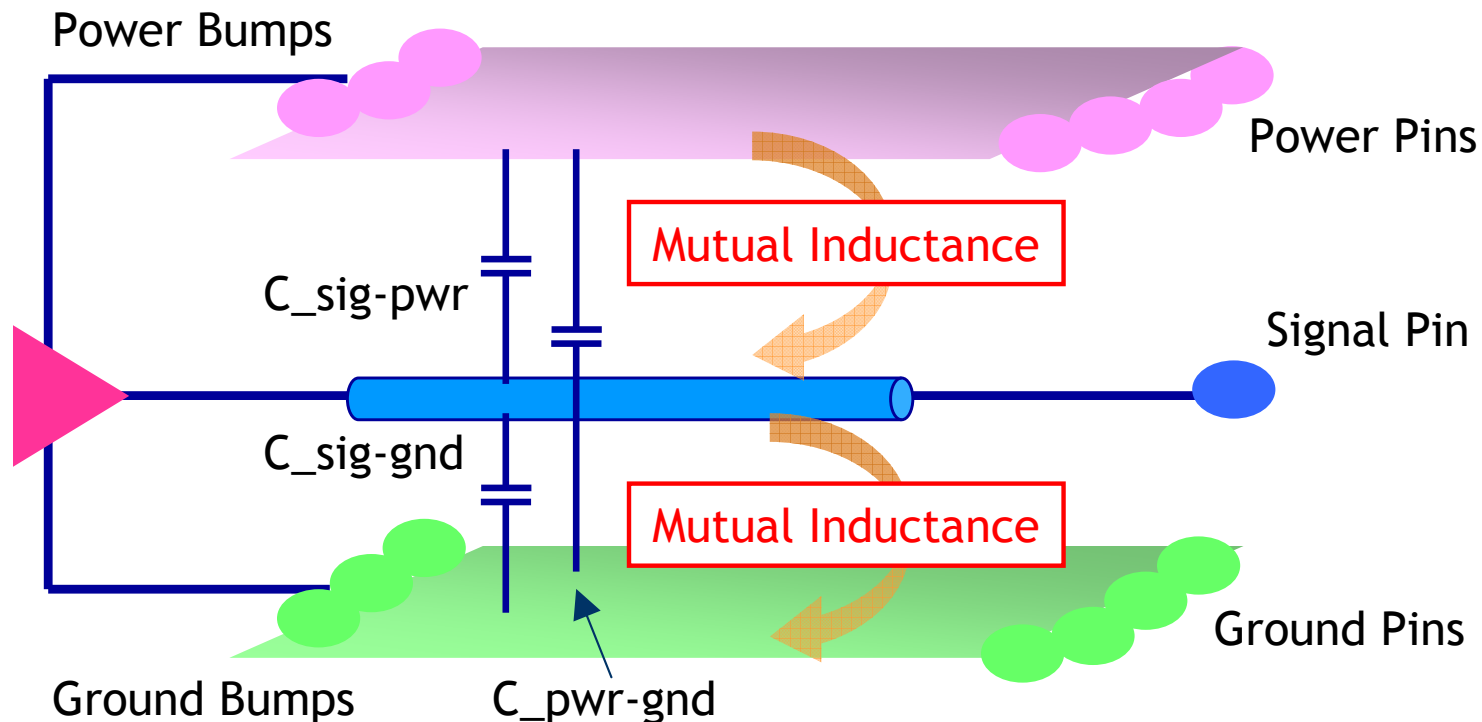 Power Bumps
Power Pins
Mutual Inductance
C_sig-pwr
Signal Pin
C_sig-gnd
Mutual Inductance
Ground Pins
Ground Bumps
C_pwr-gnd